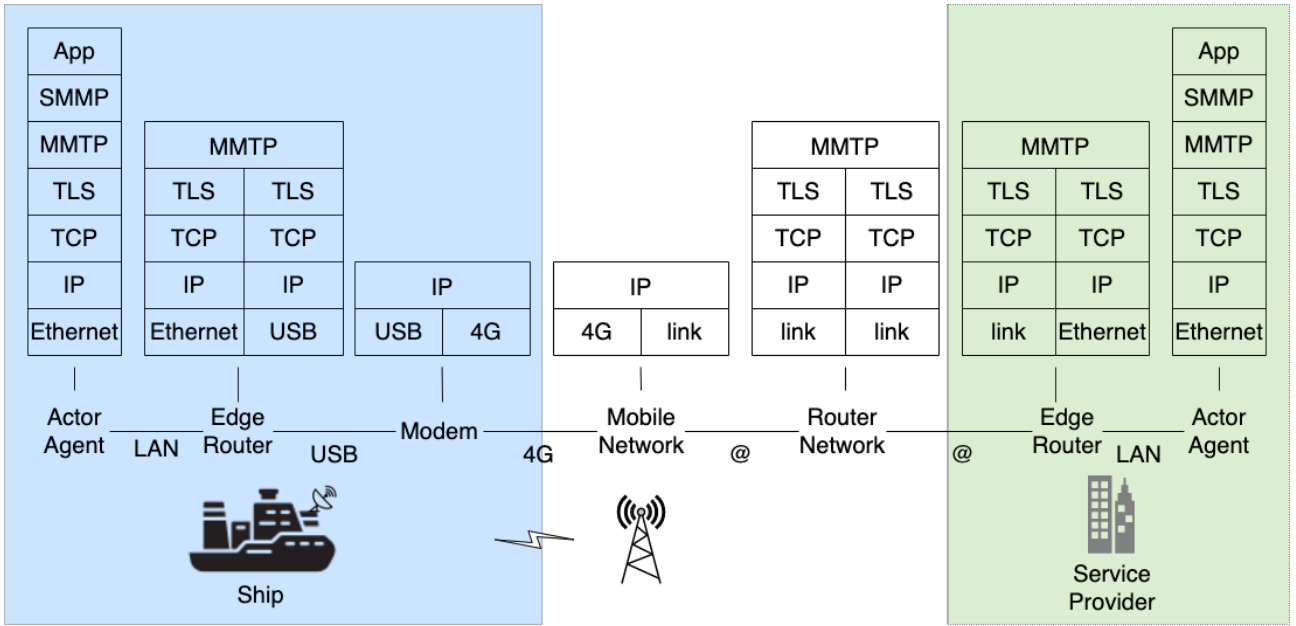 App
App
SMMP
SMMP
MMTP
MMTP
MMTP
MMTP
MMTP
TLS
TLS
TLS
TLS
TLS
TLS
TLS
TLS
TCP
TCP
TCP
TCP
TCP
TCP
TCP
TCP
IP
IP
IP
IP
IP
IP
IP
IP
IP
IP
Ethernet
Ethernet
USB
USB
4G
4G
link
link
link
link
Ethernet
Ethernet
Actor
Agent
LAN
Edge
Router
USB
Modem
4G
Mobile
Network
@
Router
Network
@
Edge
Router
LAN
Actor
Agent
Ship
Service
Provider